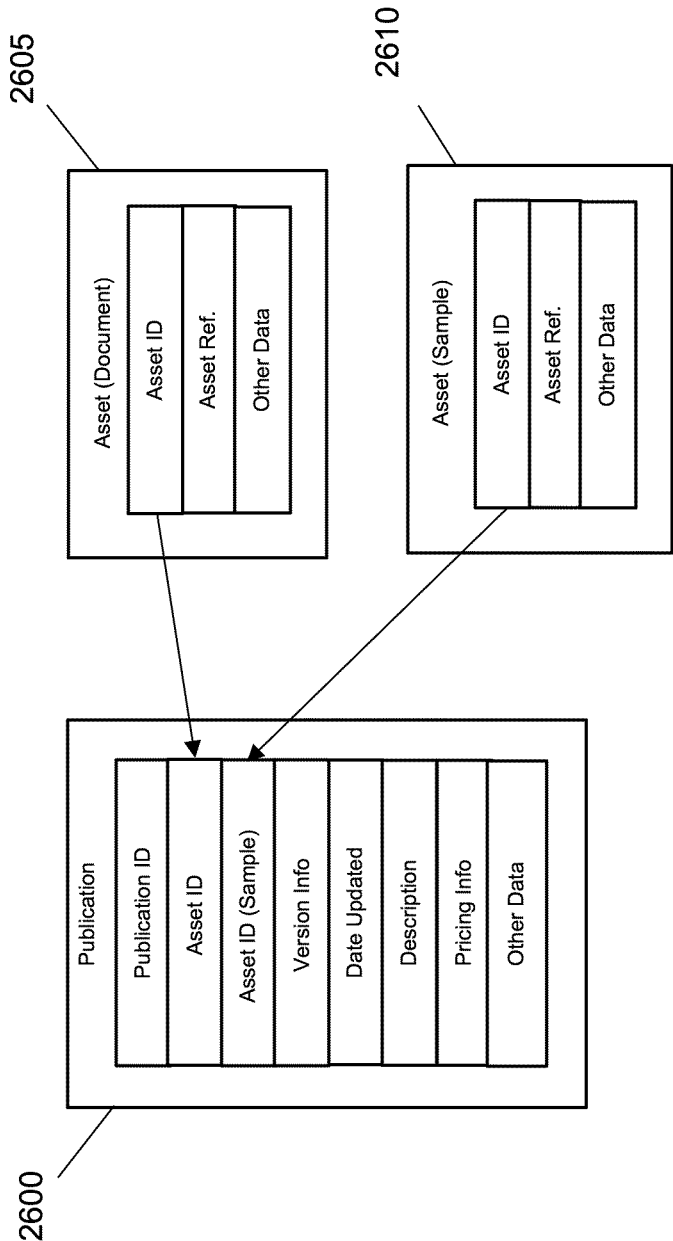 2600
Publication
Publication ID
Asset ID
Asset ID (Sample)
Version Info
Date Updated
Description
Pricing Info
Other Data
2605
Asset (Document)
Asset ID
Asset Ref.
Other Data
2610
Asset (Sample)
Asset ID
Asset Ref.
Other Data